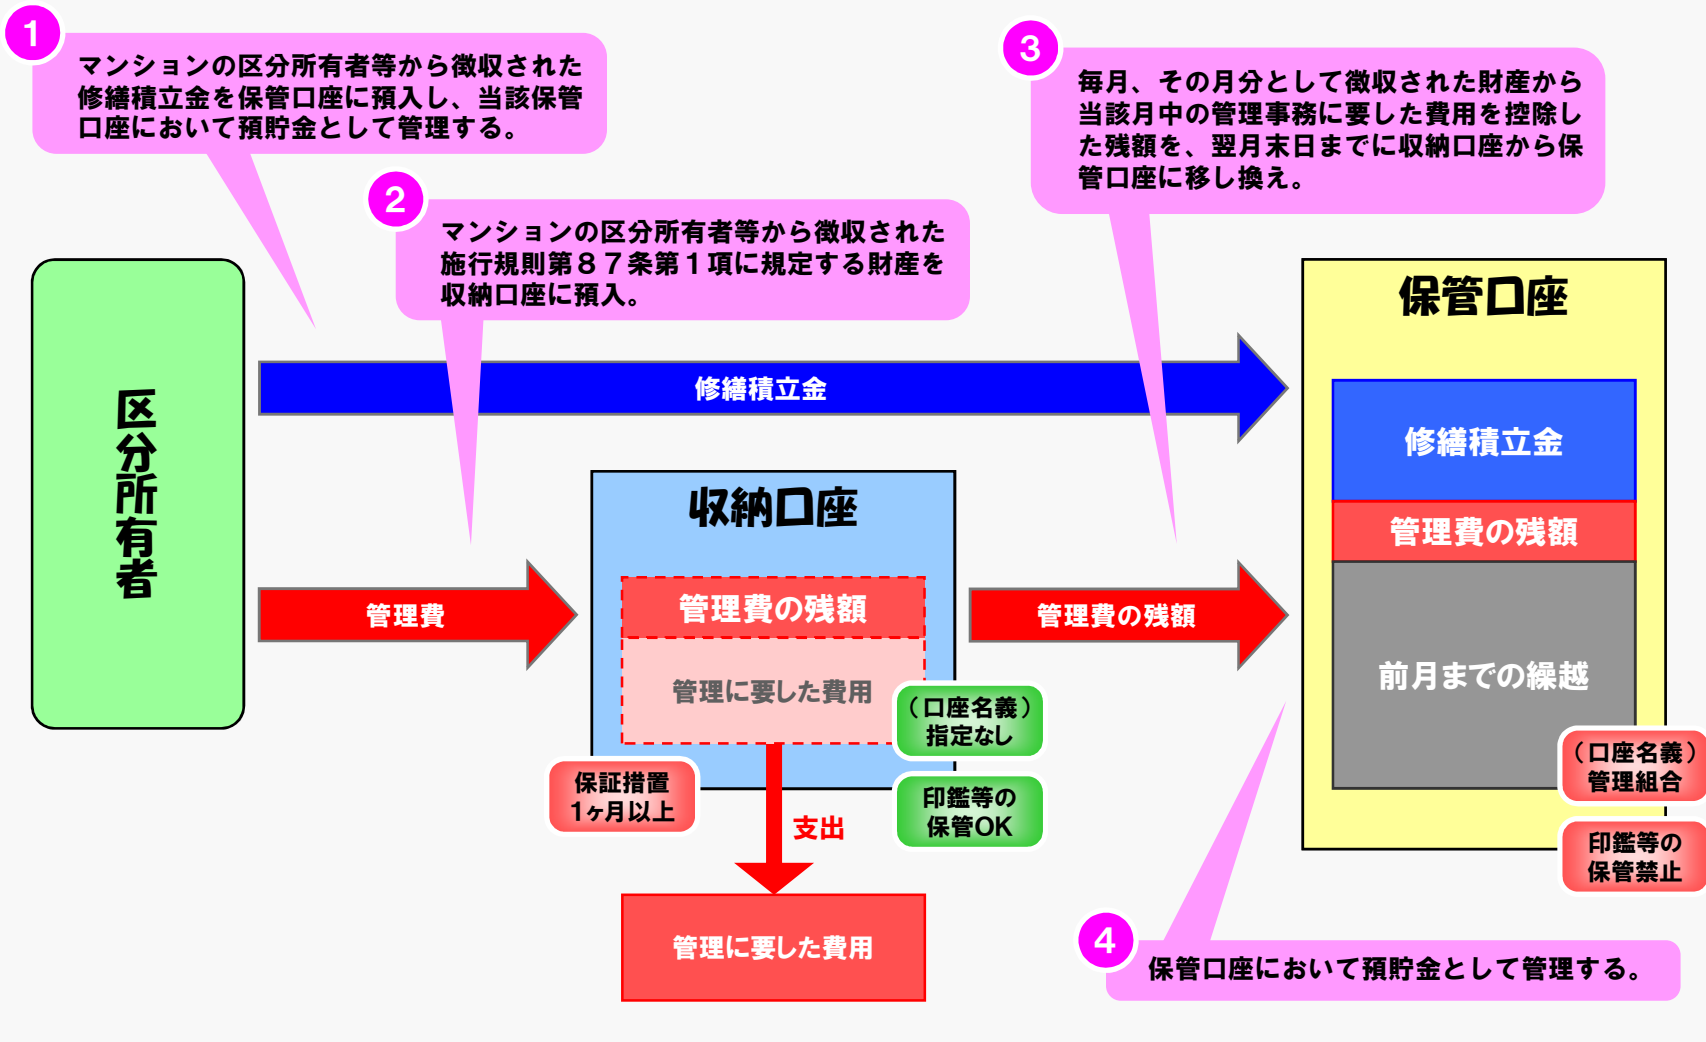 1
マンションの区分所有者等から徴収された
修繕積立金を保管口座に預入し、当該保管
口座において預貯金として管理する。
2
マンションの区分所有者等から徴収された
施行規則第８７条第１項に規定する財産を
収納口座に預入。
3
毎月、その月分として徴収された財産から
当該月中の管理事務に要した費用を控除し
た残額を、翌月末日までに収納口座から保
管口座に移し換え。
区分所有者
修繕積立金
管理費
収納口座
管理費の残額
管理に要した費用
（口座名義）
指定なし
保証措置
1ヶ月以上
印鑑等の
保管OK
支出
管理に要した費用
管理費の残額
保管口座
修繕積立金
管理費の残額
前月までの繰越
（口座名義）
管理組合
印鑑等の
保管禁止
4
保管口座において預貯金として管理する。